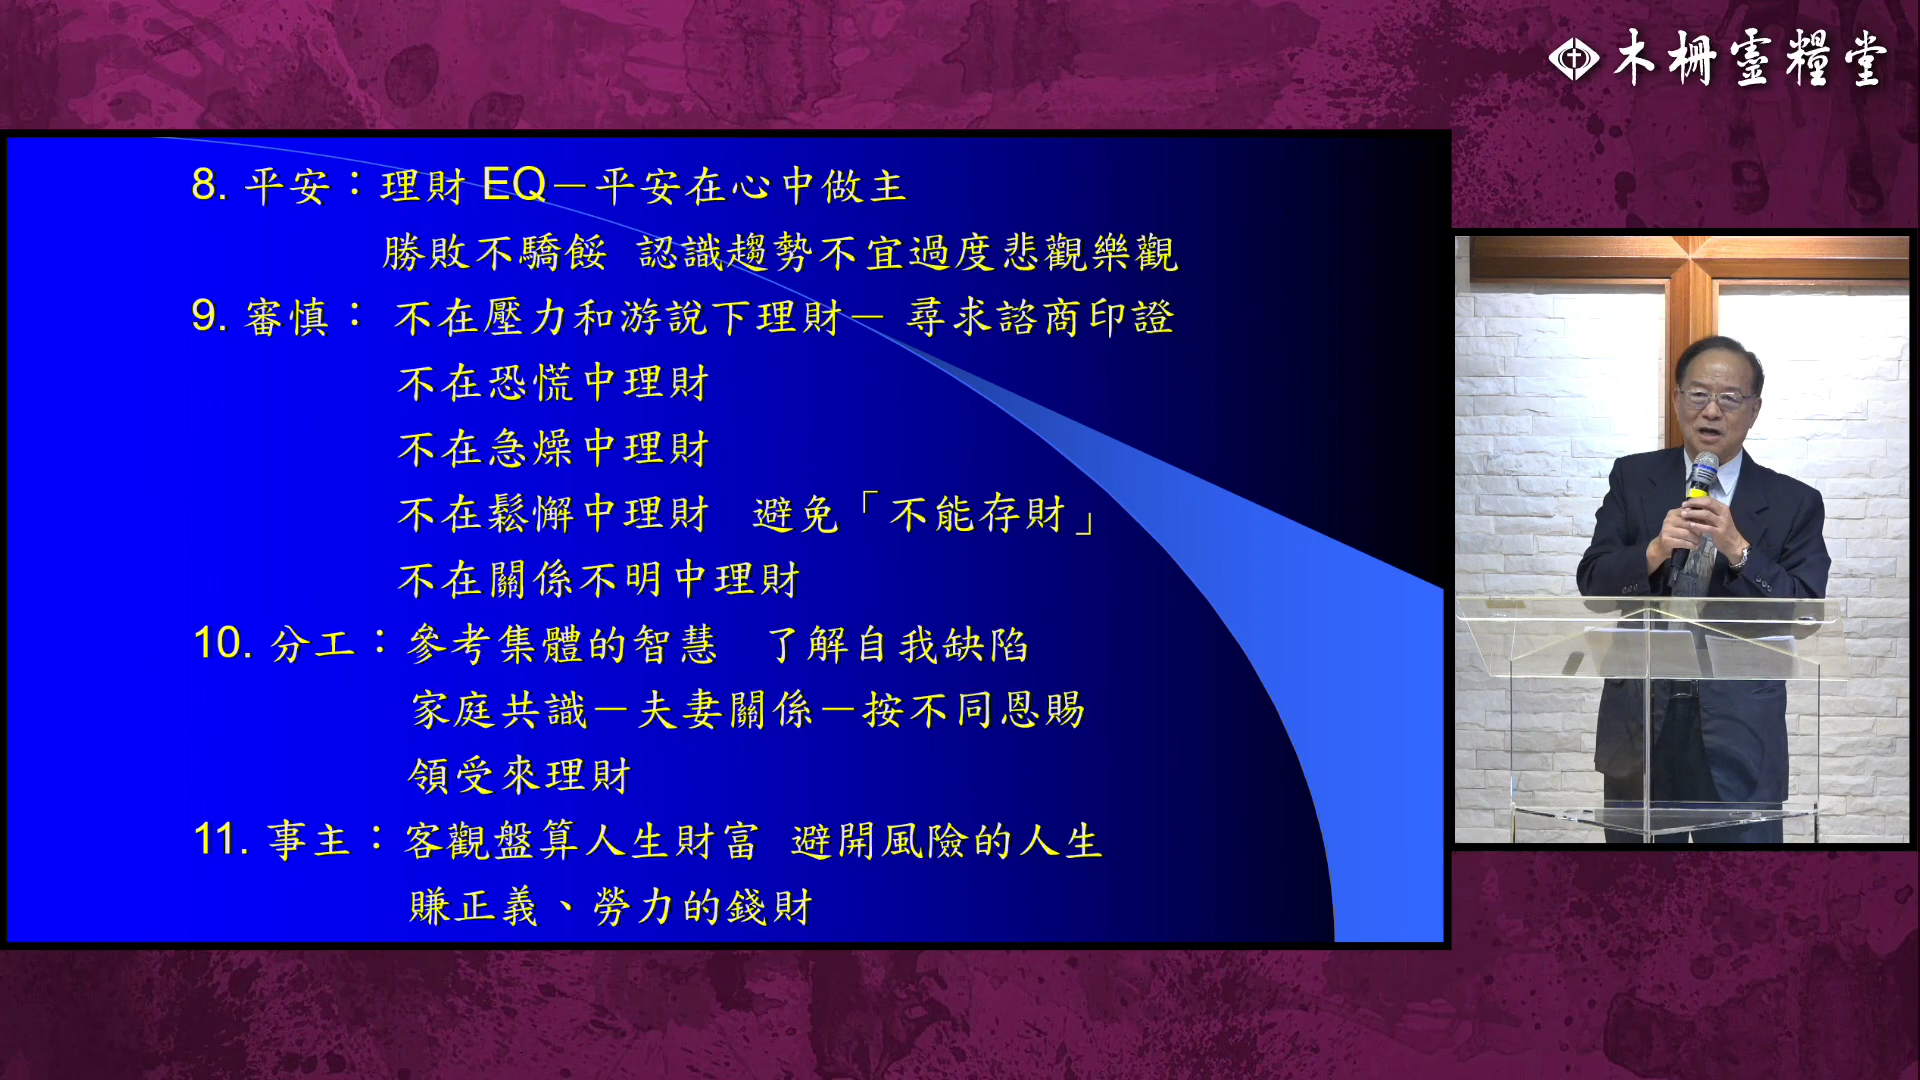 木柵靈糧堂
8. 平安：理財 EQ－平安在心中做主
勝敗不驕餒 認識趨勢不宜過度悲觀樂觀
9. 審慎： 不在壓力和游說下理財－ 尋求諮商印證
不在恐慌中理財
不在急燥中理財
不在鬆懈中理財 避免「不能存財」
不在關係不明中理財
10. 分工：參考集體的智慧 了解自我缺陷
家庭共識－夫妻關係－按不同恩賜
領受來理財
11. 事主：客觀盤算人生財富 避開風險的人生
賺正義、勞力的錢財